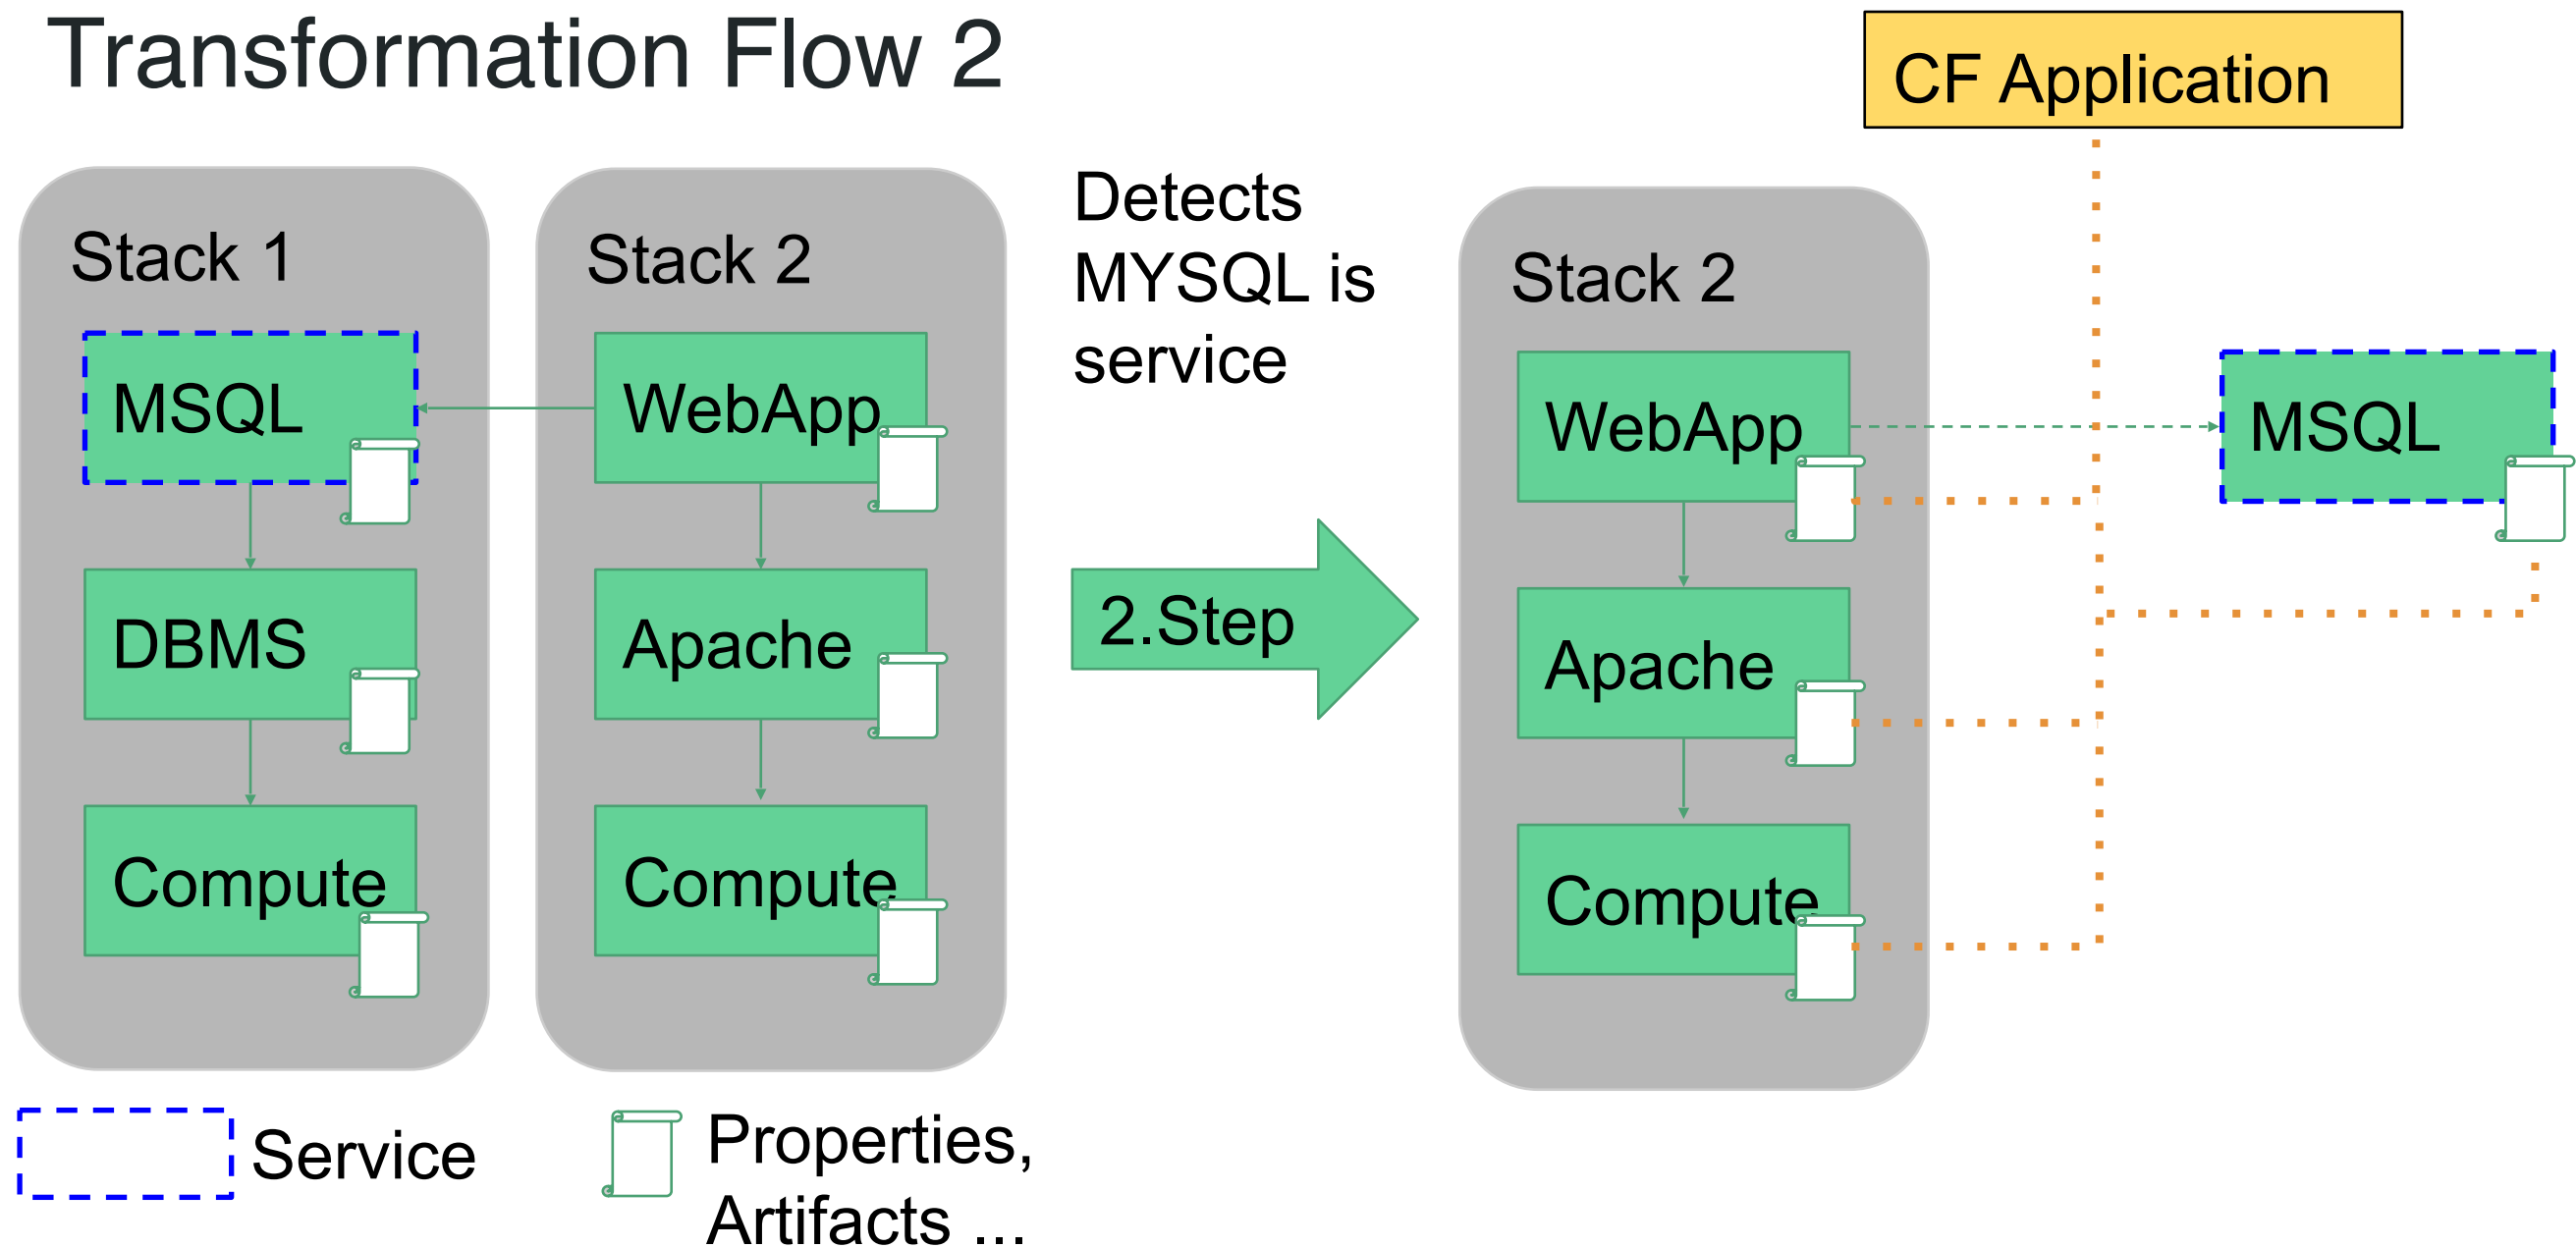 Transformation Flow 2
CF Application
Stack 1
MSQL
DBMS
Compute
Stack 2
WebApp
Apache
Compute
Detects
MYSQL is
service
2.Step
Stack 2
WebApp
Apache
Compute
MSQL
Service
Properties,
Artifacts ...